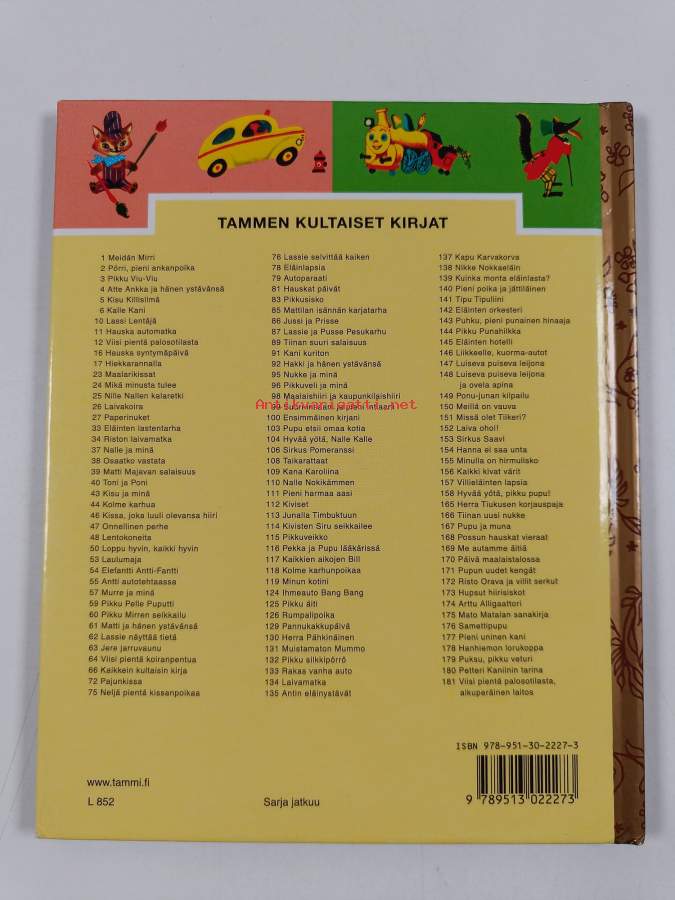 TAMMEN KULTAISET KIRJAT
1 Meidän Mirri
2 Pörri, pieni ankanpoika
3 Pikku Viu-Viu
4 Atte Ankka ja hänen ystävänsä
5 Kisu Killisilmä
6 Kalle Kani
10 Lassi Lentäjä
11 Hauska automatka
12 Viisi pientä palosotilasta
16 Hauska syntymäpäivä
17 Hiekkarannalla
23 Maalarikissat
24 Mikä minusta tulee
25 Nille Nallen kalaretki
26 Laivakoira
27 Paperinuket
33 Eläinten lastentarha
34 Riston laivamatka
37 Nalle ja minä
38 Osaatko vastata
39 Matti Majavan salaisuus
40 Toni ja Poni
43 Kisu ja minä
44 Kolme karhua
46 Kissa, joka luuli olevansa hiiri
47 Onnellinen perhe
48 Lentokoneita
50 Loppu hyvin, kaikki hyvin
53 Laulumaja
54 Elefantti Antti-Fantti
55 Antti autotehtaassa
57 Murre ja minä
59 Pikku Pelle Puputti
60 Pikku Mirren seikkailu
61 Matti ja hänen ystävänsä
62 Lassie näyttää tietä
63 Jere jarruvaunu
64 Viisi pientä koiranpentua
66 Kaikkein kultaisin kirja
72 Pajunkissa
75 Neljä pientä kissanpoikaa
76 Lassie selvittää kaiken
78 Eläinlapsia
79 Autoparaati
81 Hauskat päivät
83 Pikkusisko
85 Mattilan isännän karjatarha
86 Jussi ja Prisse
87 Lassie ja Pusse Pesukarhu
89 Tiinan suuri salaisuus
91 Kani kuriton
92 Hakki ja hänen ystävänsä
95 Nukke ja minä
96 Pikkuveli ja minä
98 Maalaishiiri ja kaupunkilaishiiri
99
100 Ensimmäinen kirjani
103 Pupu etsii omaa kotia
104 Hyvää yötä, Nalle Kalle
106 Sirkus Pomeranssi
108 Taikarattaat
109 Kana Karoliina
110 Nalle Nokikämmen
111 Pieni harmaa aasi
112 Kiviset
113 Junalla Timbuktuun
114 Kivisten Siru seikkailee
115 Pikkuveikko
116 Pekka ja Pupu lääkärissä
117 Kaikkien aikojen Bill
118 Kolme karhunpoikaa
119 Minun kotini
124 Ihmeauto Bang Bang
125 Pikku äiti
126 Rumpalipoika
129 Pannukakkupäivä
130 Herra Pähkinäinen
131 Muistamaton Mummo
132 Pikku silkkipörrö
133 Rakas vanha auto
134 Laivamatka
135 Antin eläinystävät
137 Kapu Karvakorva
138 Nikke Nokkaeläin
139 Kuinka monta eläinlasta?
140 Pieni poika ja jättiläinen
141 Tipu Tipuliini
142 Eläinten orkesteri
143 Puhku, pieni punainen hinaaja
144 Pikku Punahilkka
145 Eläinten hotelli
146 Liikkeelle, kuorma-autot
147 Luiseva puiseva leijona
148 Luiseva puiseva leijona
ja ovela apina
149 Ponu-junan kilpailu
150 Meillä on vauva
151 Missä olet Tiikeri?
152 Laiva ohoi!
153 Sirkus Saavi
154 Hanna ei saa unta
155 Minulla on hirmulisko
156 Kaikki kivat värit
157 Villieläinten lapsia
158 Hyvää yötä, pikku pupu!
165 Herra Tiukusen korjauspaja
166 Tiinan uusi nukke
167 Pupu ja muna
168 Possun hauskat vieraat
169 Me autamme äitiä
170 Päivä maalaistalossa
171 Pupun uudet kengät
172 Risto Orava ja villit serkut
173 Hupsut hiirisiskot
174 Arttu Alligaattori
175 Mato Matalan sanakirja
176 Samettipupu
177 Pieni uninen kani
178 Hanhiemon lorukoppa
179 Puksu, pikku veturi
180 Petteri Kaniinin tarina
181 Viisi pientä palosotilasta,
alkuperäinen laitos
www.tammi.fi
L 852
Sarja jatkuu
ISBN 978-951-30-2227-3
9 789513 022273